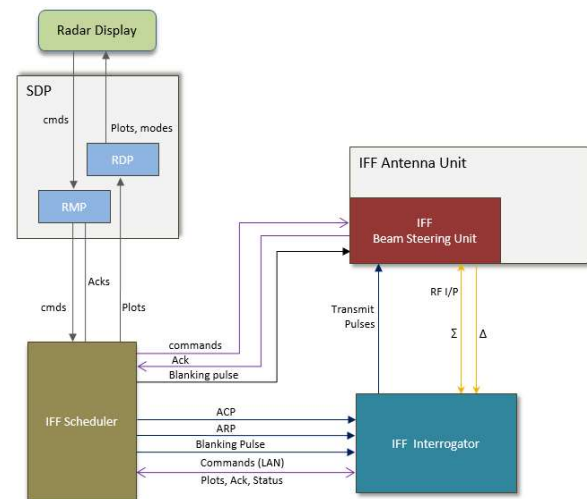 Radar Display
SDP
cmds
Plots, modes
RDP
RMP
IFF Antenna Unit
IFF
Beam Steering Unit
Acks
cmds
Plots
RF I/P
Transmit
Pulses
Σ
Δ
commands
Ack
Blanking pulse
IFF Scheduler
ACP
ARP
Blanking Pulse
Commands (LAN)
Plots, Ack, Status
IFF Interrogator